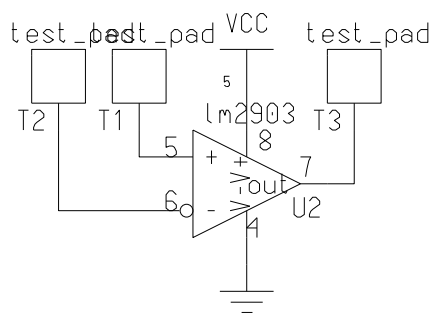 VCC
test_pad test_pad test_pad
5
T2 T1 lm2903 T3
8
5 + + 7
V
out
-
6 - V U2
4